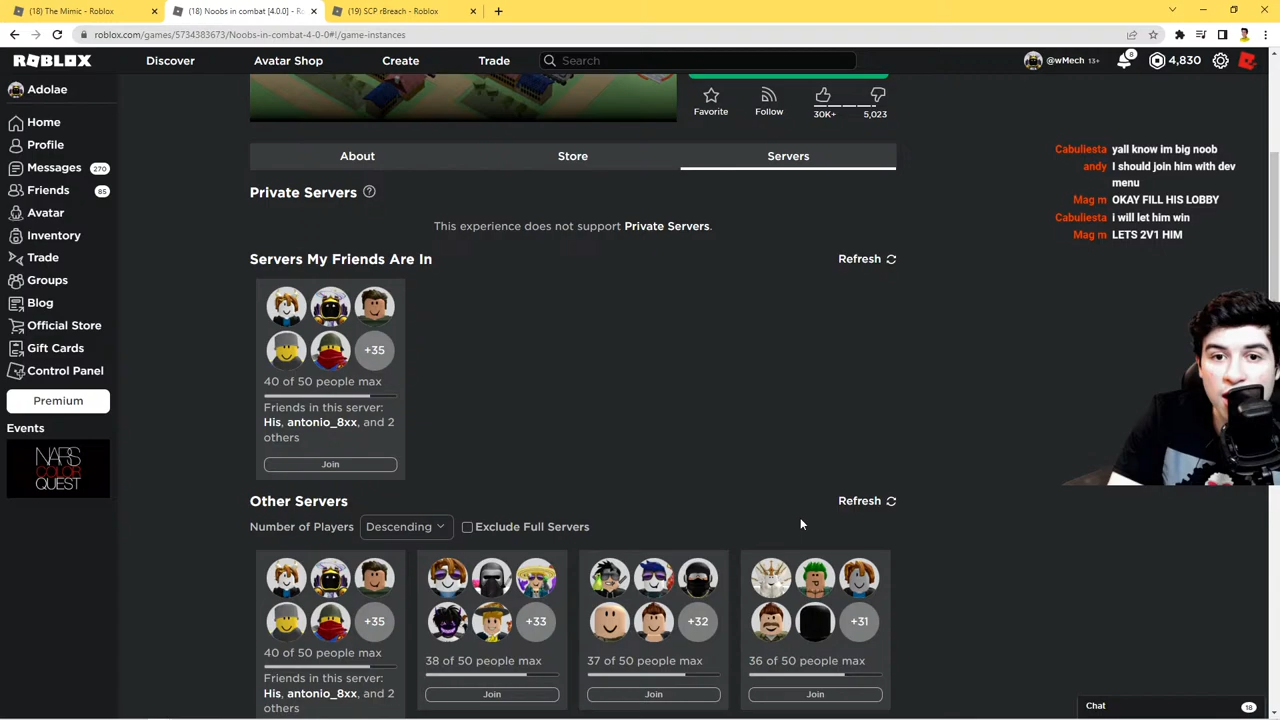 (18) The Mimic - Roblox
(18) Noobs in combat [4.0.0] - Ro
(19) SCP rBreach - Roblox
roblox.com/games/5734383673/Noobs-in-combat-4-0-0#!/game-instances
ROBLOX
Discover
Avatar Shop
Create
Trade
Search
@wMech 13+
8
4,830
Adolae
Home
Profile
Messages 270
Friends 85
Avatar
Inventory
Trade
Groups
Blog
Official Store
Gift Cards
Control Panel
Premium
Events
NARS
COLOR
QUEST
Favorite
Follow
30K+
5,023
About
Store
Servers
Private Servers
This experience does not support Private Servers.
Servers My Friends Are In
Refresh
+35
40 of 50 people max
Friends in this server:
His, antonio_8xx, and 2
others
Join
Other Servers
Refresh
Number of Players
Descending
Exclude Full Servers
+35
40 of 50 people max
Friends in this server:
His, antonio_8xx, and 2
others
+33
38 of 50 people max
Join
+32
37 of 50 people max
Join
+31
36 of 50 people max
Join
Cabuliesta yall know im big noob
andy I should join him with dev
menu
Mag m OKAY FILL HIS LOBBY
Cabuliesta i will let him win
Mag m LETS 2V1 HIM
Chat 18